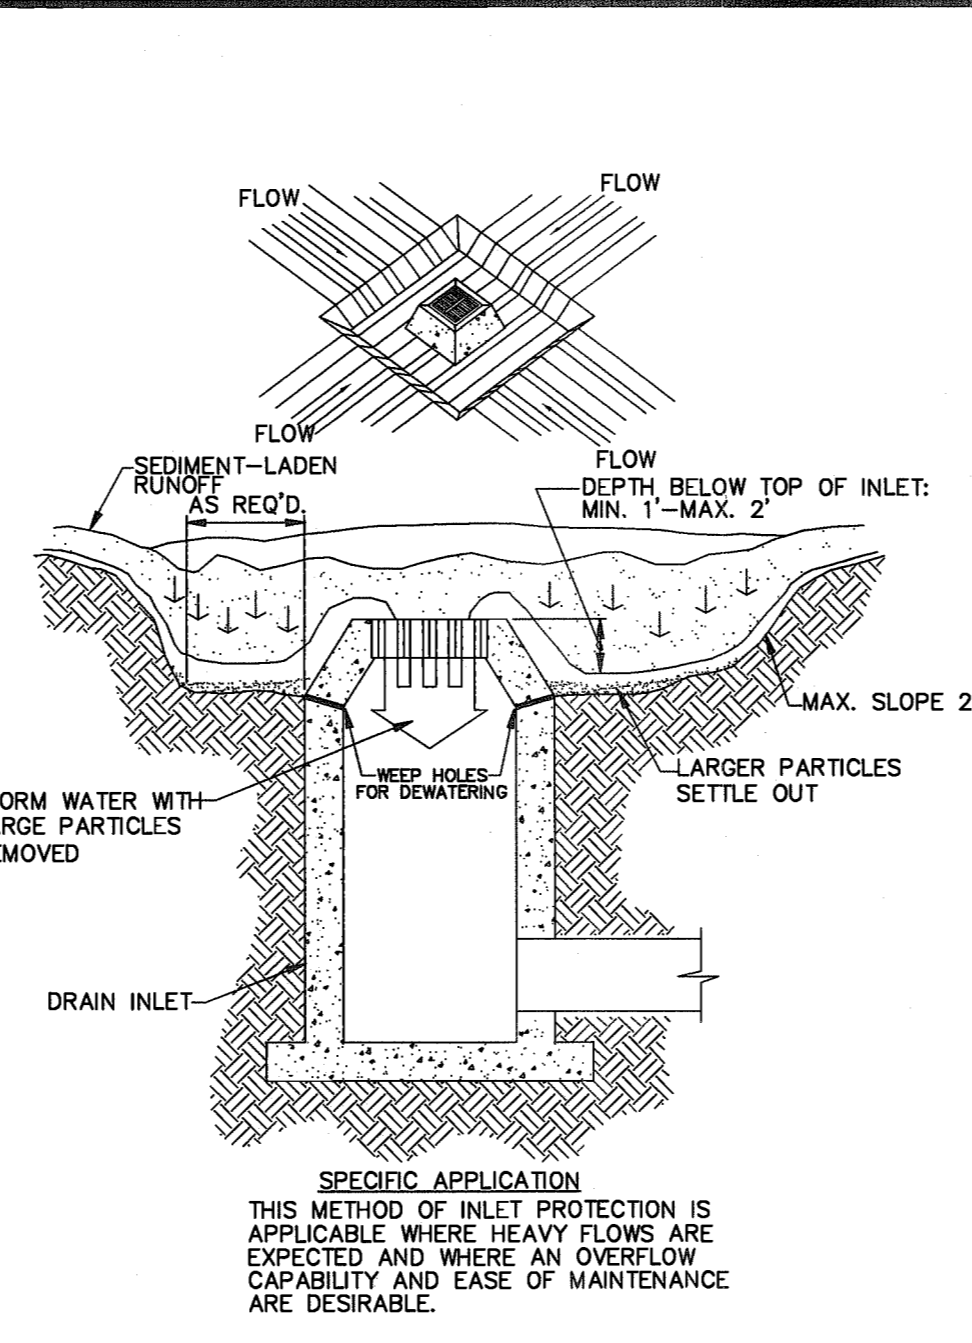 FLOW
FLOW
FLOW
FLOW
SEDIMENT-LADEN
RUNOFF
AS REQ'D.
DEPTH BELOW TOP OF INLET:
MIN. 1'-MAX. 2'
MAX. SLOPE 2
WEEP HOLES
FOR DEWATERING
LARGER PARTICLES
SETTLE OUT
ORM WATER WITH
ARGE PARTICLES
EMOVED
DRAIN INLET
SPECIFIC APPLICATION
THIS METHOD OF INLET PROTECTION IS
APPLICABLE WHERE HEAVY FLOWS ARE
EXPECTED AND WHERE AN OVERFLOW
CAPABILITY AND EASE OF MAINTENANCE
ARE DESIRABLE.